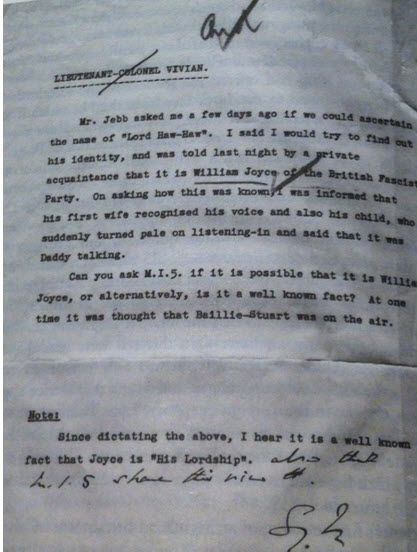 LIEUTENANT-COLONEL VIVIAN.
Mr. Jebb asked me a few days ago if we could ascertain
the name of "Lord Haw-Haw". I said I would try to find out
his identity, and was told last night by a private
acquaintance that it is William Joyce of the British Fascist
Party. On asking how this was known, I was informed that
his first wife recognised his voice and also his child, who
suddenly turned pale on listening-in and said that it was
Daddy talking.
Can you ask M.I.5. if it is possible that it is Willia
Joyce, or alternatively, is it a well known fact? At one
time it was thought that Baillie-Stuart was on the air.
Note:
Since dictating the above, I hear it is a well known
fact that Joyce is "His Lordship". also that
M.I.5 share this view